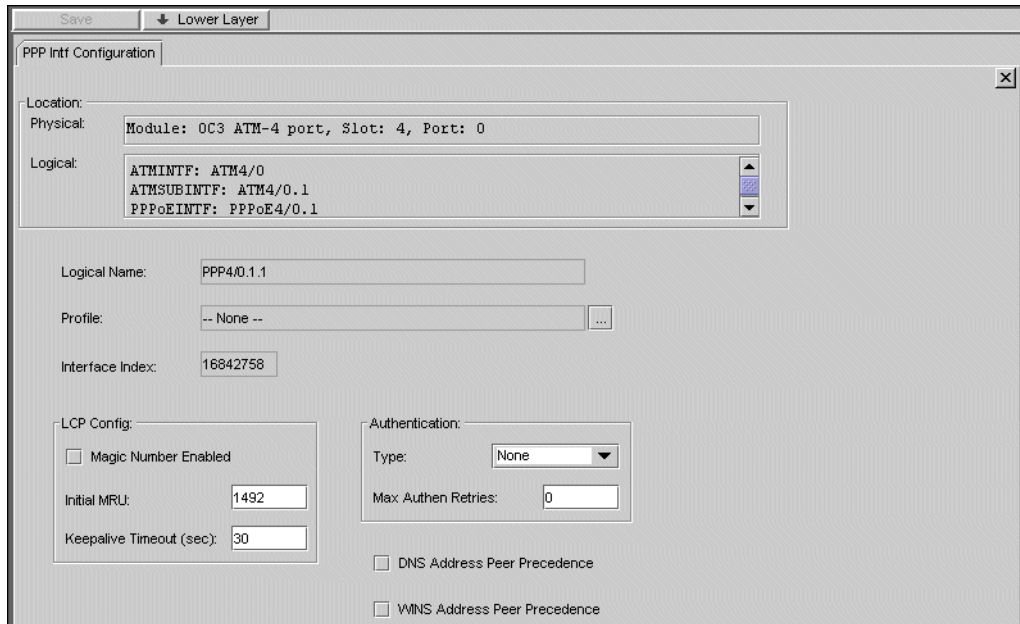 Save
Lower Layer
PPP Intf Configuration
Location:
Physical: Module: OC3 ATM-4 port, Slot: 4, Port: 0
Logical: ATMINTF: ATM4/0
ATMSUBINTF: ATM4/0.1
PPPoEINTF: PPPoE4/0.1
Logical Name: PPP4/0.1.1
Profile: -- None -- ...
Interface Index: 16842758
LCP Config:
Magic Number Enabled
Initial MRU: 1492
Keepalive Timeout (sec): 30
Authentication:
Type: None
Max Authen Retries: 0
DNS Address Peer Precedence
WINS Address Peer Precedence